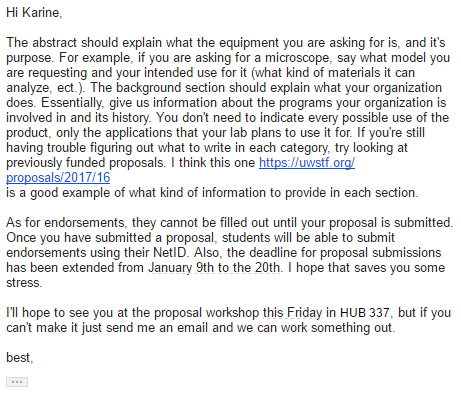 Hi Karine,
The abstract should explain what the equipment you are asking for is, and it's
purpose. For example, if you are asking for a microscope, say what model you
are requesting and your intended use for it (what kind of materials it can
analyze, ect.). The background section should explain what your organization
does. Essentially, give us information about the programs your organization is
involved in and its history. You don't need to indicate every possible use of the
product, only the applications that your lab plans to use it for. If you're still
having trouble figuring out what to write in each category, try looking at
previously funded proposals. I think this one https://uwstf.org/
proposals/2017/16
is a good example of what kind of information to provide in each section.
As for endorsements, they cannot be filled out until your proposal is submitted.
Once you have submitted a proposal, students will be able to submit
endorsements using their NetID. Also, the deadline for proposal submissions
has been extended from January 9th to the 20th. I hope that saves you some
stress.
I'll hope to see you at the proposal workshop this Friday in HUB 337, but if you
can't make it just send me an email and we can work something out.
best,